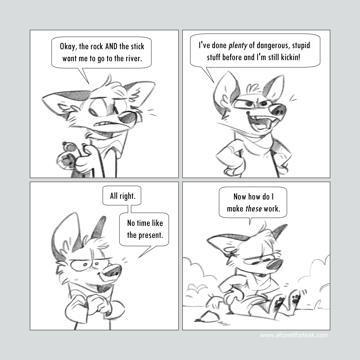 Okay, the rock AND the stick
want me to go to the river.
I've done plenty of dangerous, stupid
stuff before and I'm still kickin!
All right.
No time like
the present.
Now how do I
make these work.